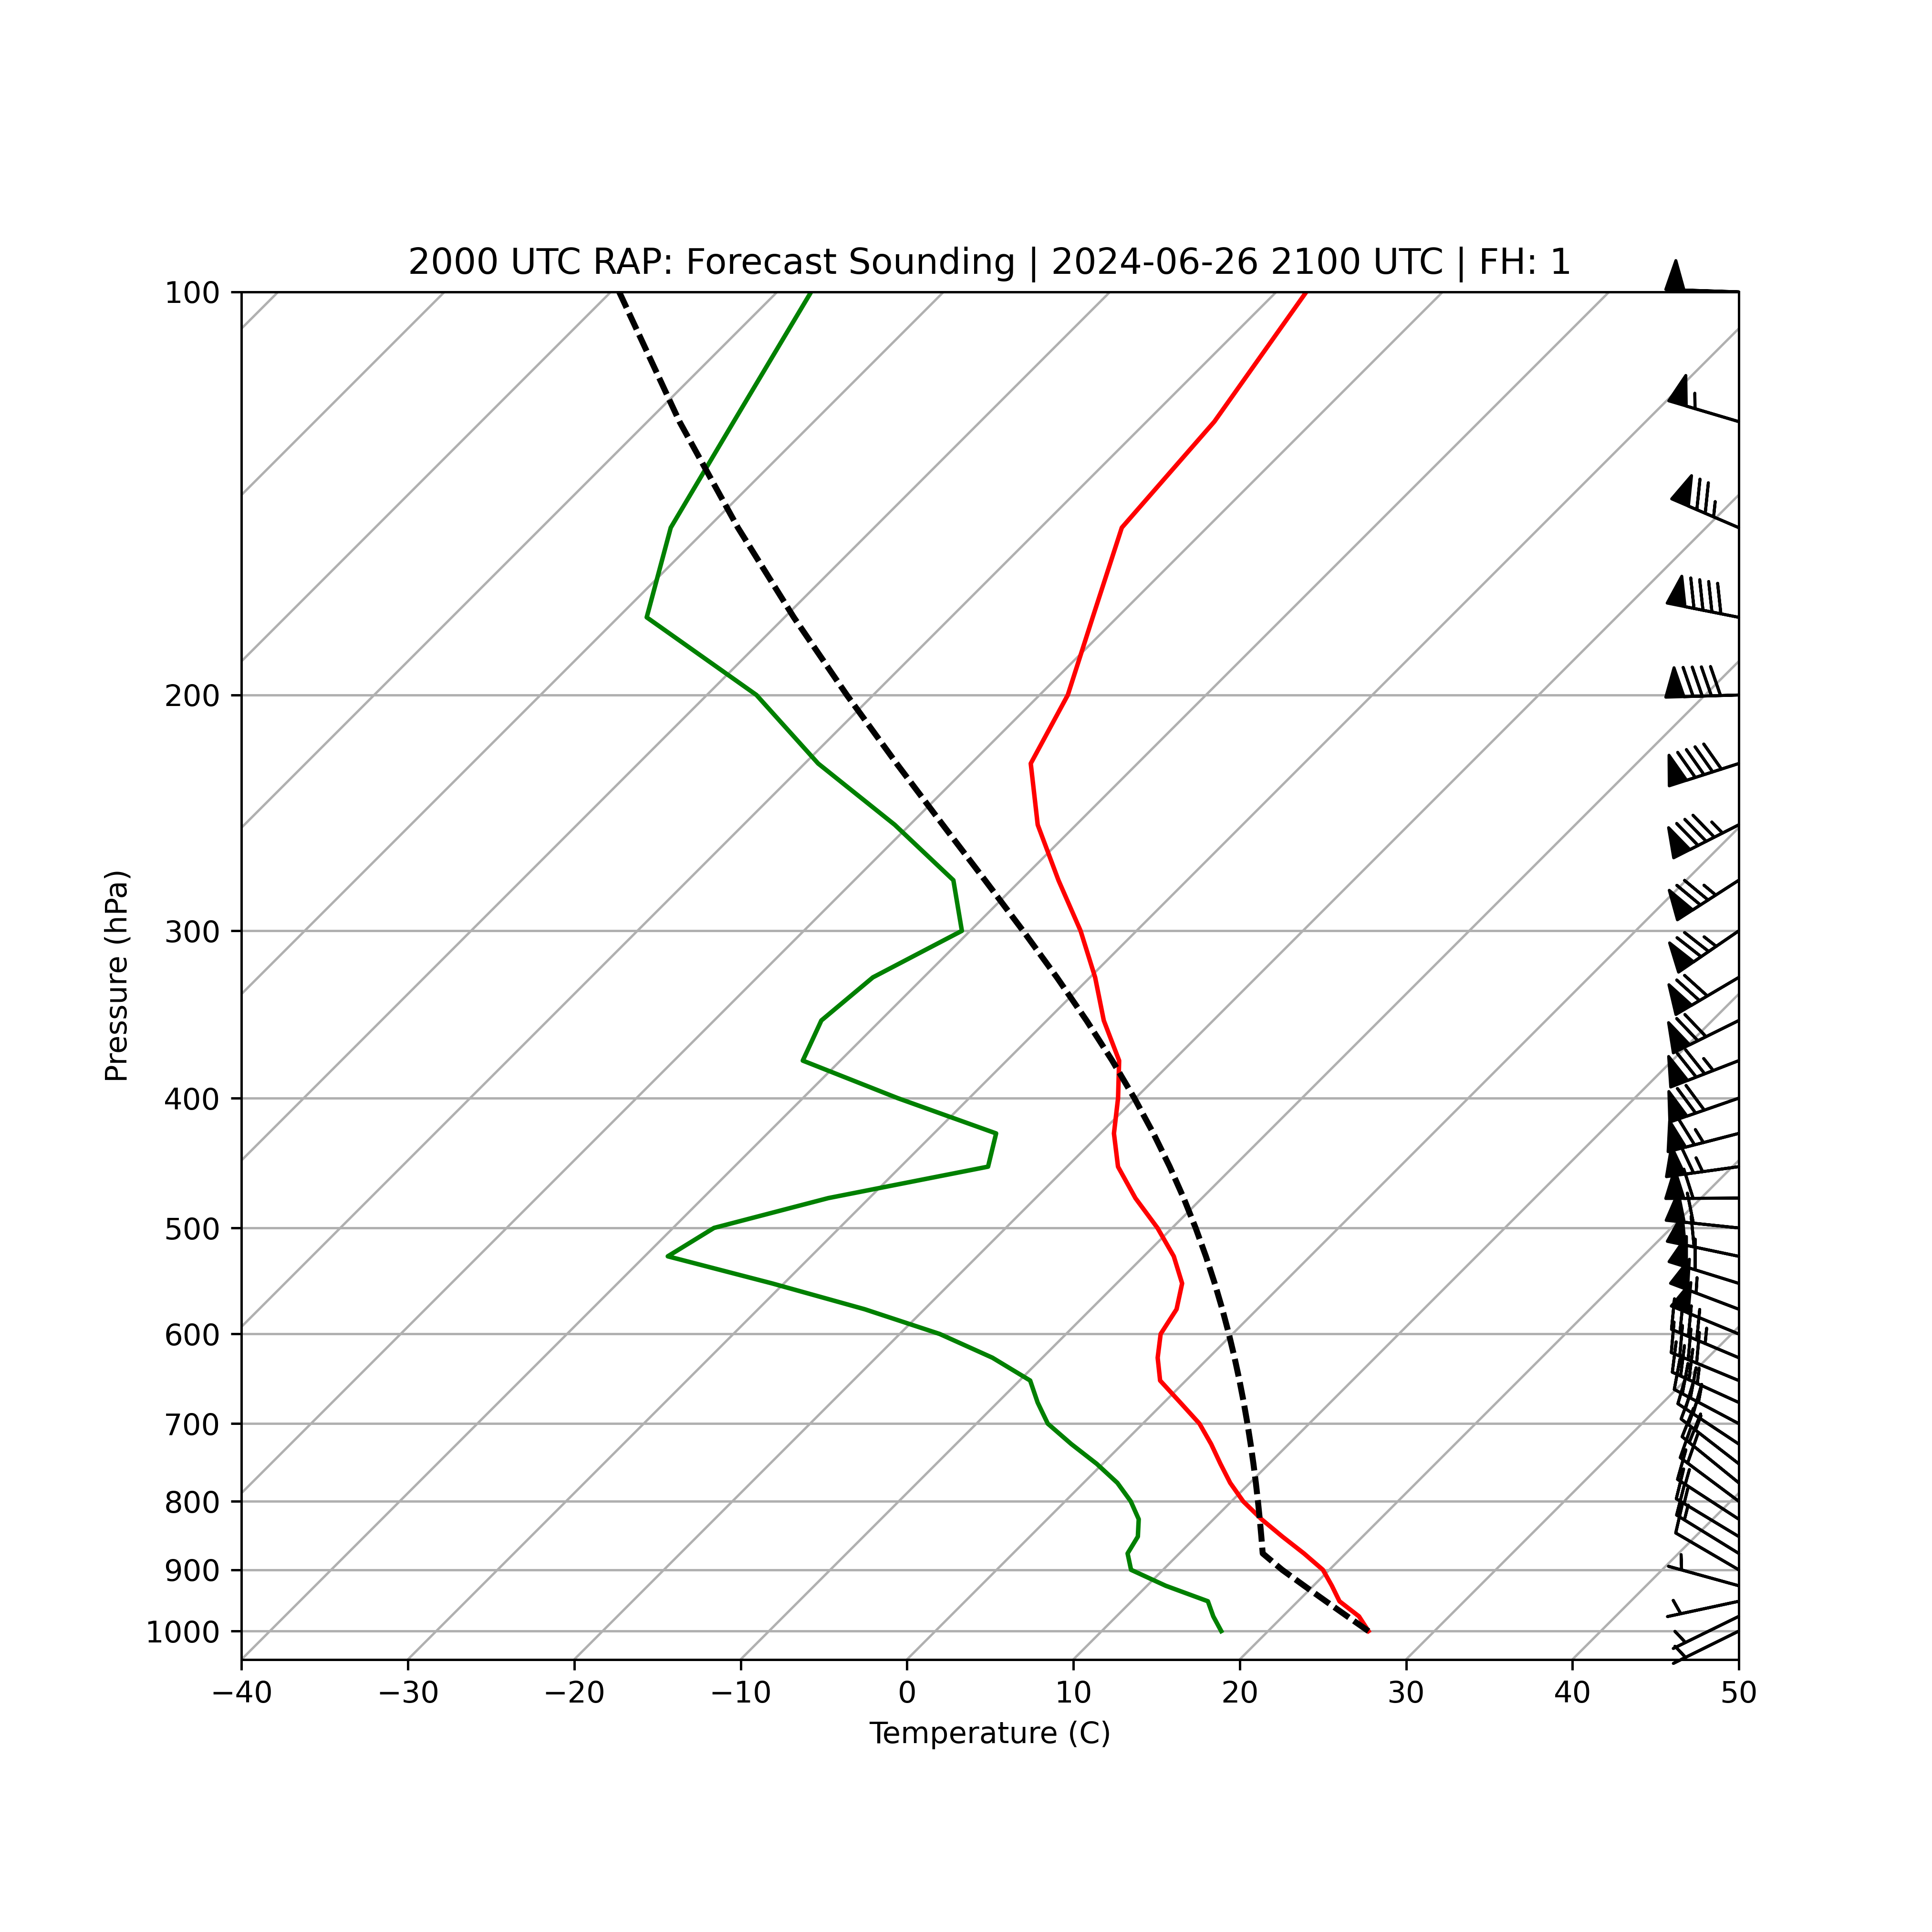 2000 UTC RAP: Forecast Sounding | 2024-06-26 2100 UTC | FH: 1
100
200
300
400
500
600
700
800
900
1000
Pressure (hPa)
−40 −30 −20 −10 0 10 20 30 40 50
Temperature (C)